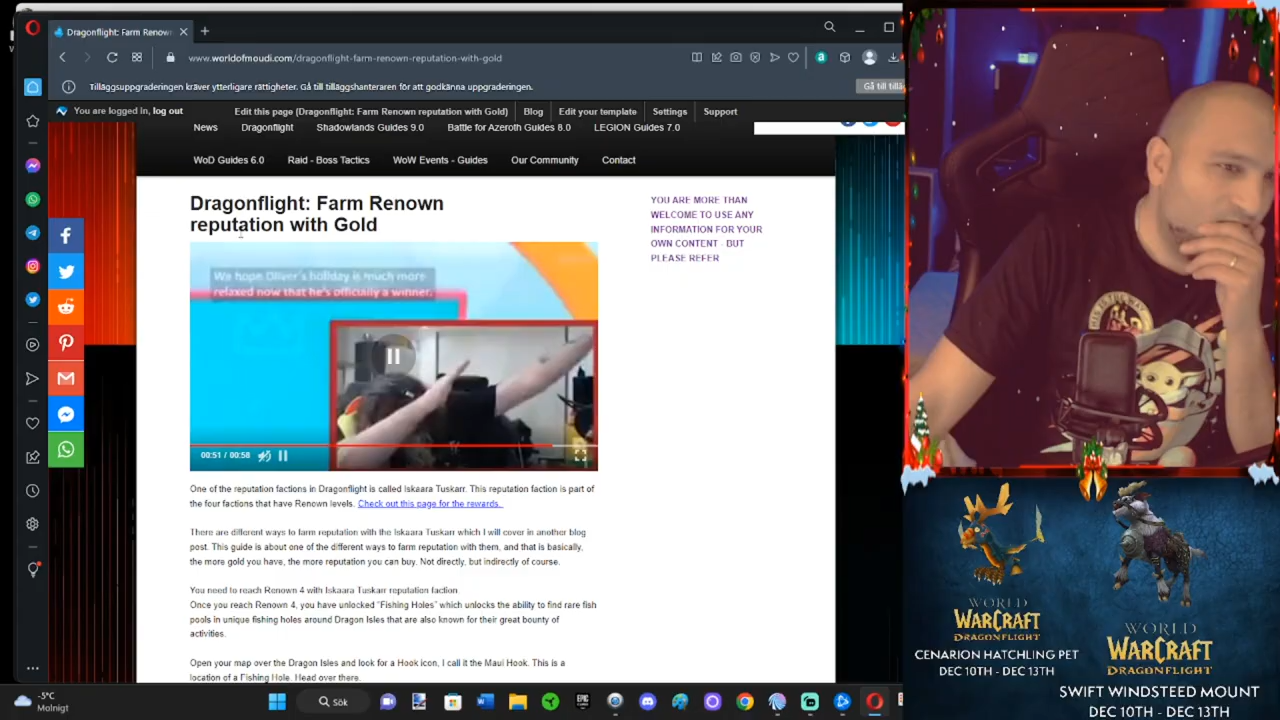 Dragonflight: Farm Renown
www.worldofmoudi.com/dragonflight-farm-renown-reputation-with-gold
Tilläggsuppgraderingen kräver ytterligare rättigheter. Gå till tilläggshanteraren för att godkänna uppgraderingen.
Gå till
You are logged in, log out
Edit this page (Dragonflight: Farm Renown reputation with Gold)
Blog
Edit your template
Settings
Support
News
Dragonflight
Shadowlands Guides 9.0
Battle for Azeroth Guides 8.0
LEGION Guides 7.0
WoD Guides 6.0
Raid - Boss Tactics
WoW Events - Guides
Our Community
Contact
Dragonflight: Farm Renown
reputation with Gold
We hope Oliver's holiday is much more
relaxed now that he's officially a winner.
00:51 / 00:58
One of the reputation factions in Dragonflight is called Iskaara Tuskarr. This reputation faction is part of
the four factions that have Renown levels. Check out this page for the rewards.
There are different ways to farm reputation with the Iskaara Tuskarr which I will cover in another blog
post. This guide is about one of the different ways to farm reputation with them, and that is basically,
the more gold you have, the more reputation you can buy. Not directly, but indirectly of course.
You need to reach Renown 4 with Iskaara Tuskarr reputation faction.
Once you reach Renown 4, you have unlocked "Fishing Holes" which unlocks the ability to find rare fish
pools in unique fishing holes around Dragon Isles that are also known for their great bounty of
activities.
Open your map over the Dragon Isles and look for a Hook icon, I call it the Maui Hook. This is a
location of a Fishing Hole. Head over there.
YOU ARE MORE THAN
WELCOME TO USE ANY
INFORMATION FOR YOUR
OWN CONTENT - BUT
PLEASE REFER
THIS IS THE WAY
WORLD
OF
WARCRAFT
DRAGONFLIGHT
CENARION HATCHLING PET
DEC 10TH - DEC 13TH
WORLD
OF
WARCRAFT
DRAGONFLIGHT
SWIFT WINDSTEED MOUNT
DEC 10TH - DEC 13TH
-5°C
Molnigt
Sök
EPIC